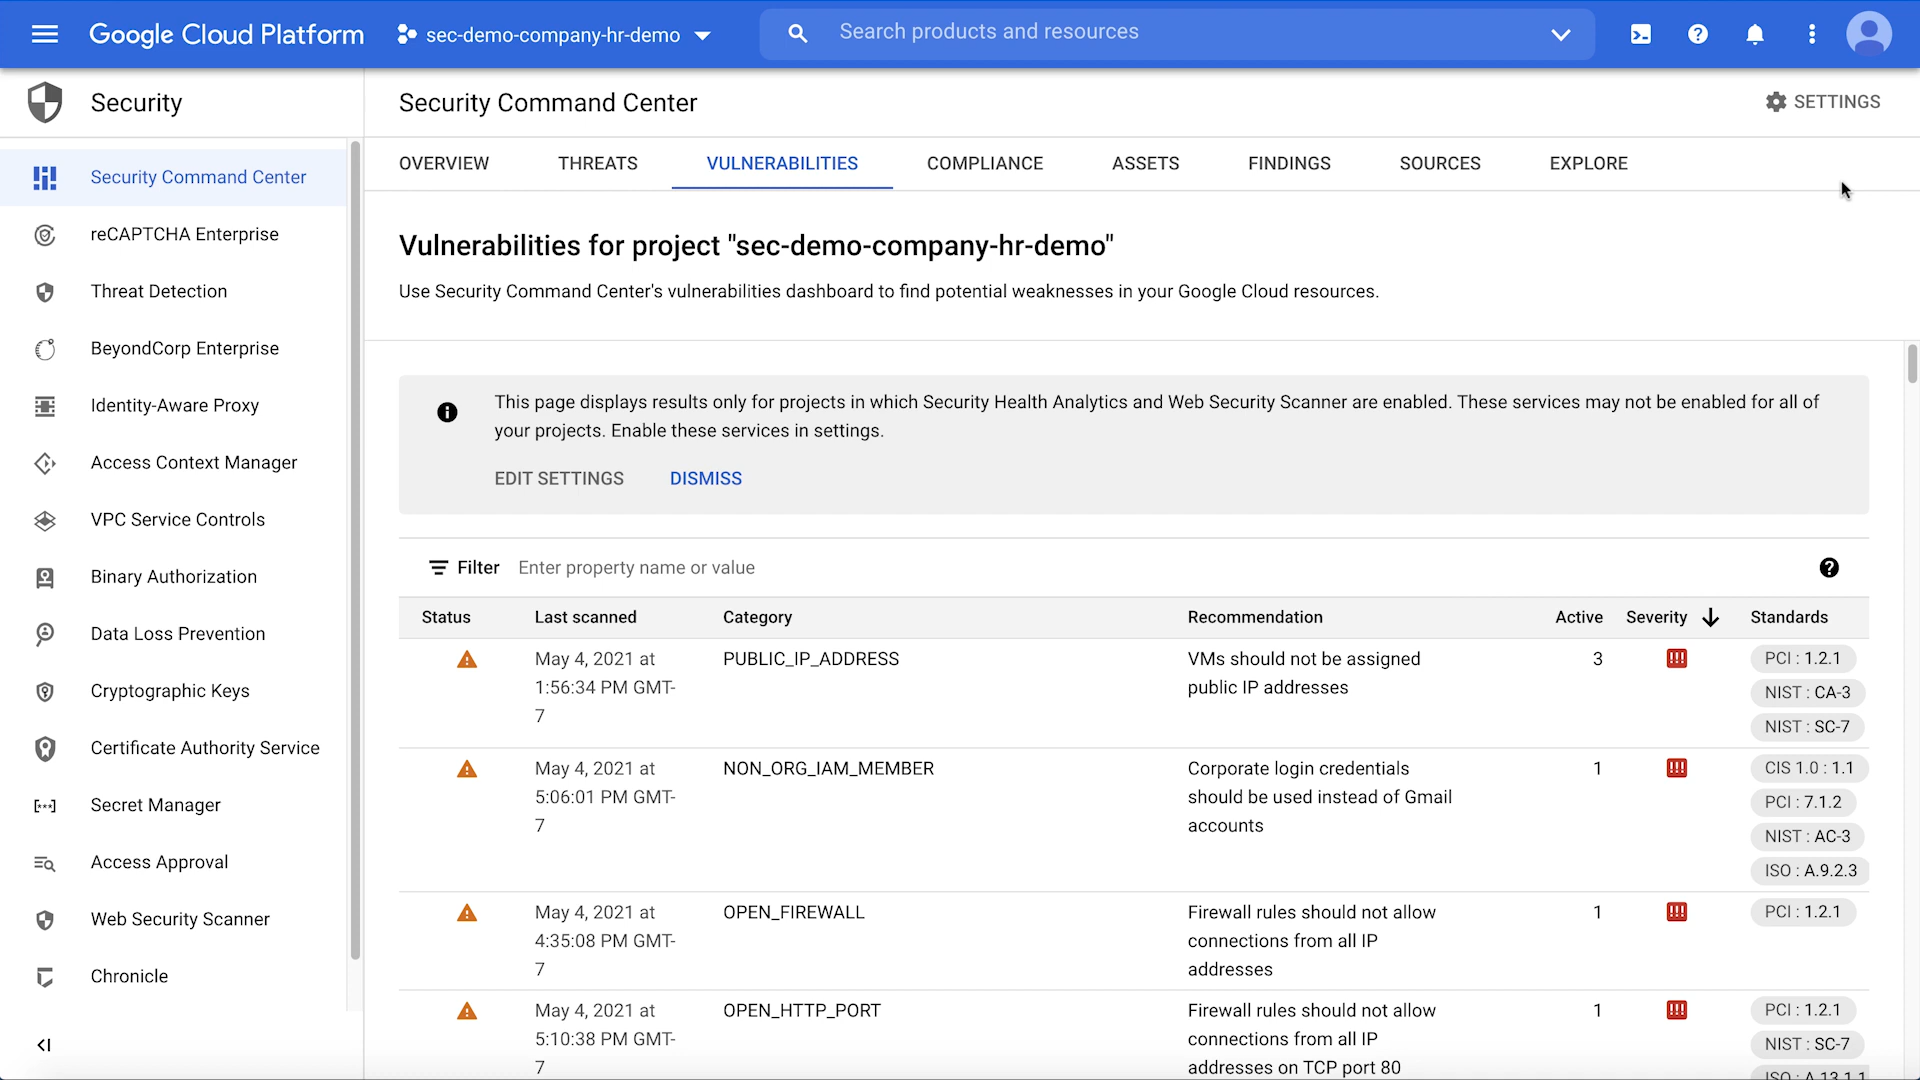 Google Cloud Platform
sec-demo-company-hr-demo
Search products and resources
Security
Security Command Center
SETTINGS
Security Command Center
reCAPTCHA Enterprise
Threat Detection
BeyondCorp Enterprise
Identity-Aware Proxy
Access Context Manager
VPC Service Controls
Binary Authorization
Data Loss Prevention
Cryptographic Keys
Certificate Authority Service
Secret Manager
Access Approval
Web Security Scanner
Chronicle
OVERVIEW THREATS VULNERABILITIES COMPLIANCE ASSETS FINDINGS SOURCES EXPLORE
Vulnerabilities for project "sec-demo-company-hr-demo"
Use Security Command Center's vulnerabilities dashboard to find potential weaknesses in your Google Cloud resources.
This page displays results only for projects in which Security Health Analytics and Web Security Scanner are enabled. These services may not be enabled for all of
your projects. Enable these services in settings.
EDIT SETTINGS DISMISS
Filter Enter property name or value
Status Last scanned Category Recommendation Active Severity Standards
May 4, 2021 at PUBLIC_IP_ADDRESS VMs should not be assigned 3 PCI : 1.2.1
1:56:34 PM GMT- public IP addresses NIST : CA-3
7 NIST : SC-7
May 4, 2021 at NON_ORG_IAM_MEMBER Corporate login credentials 1 CIS 1.0 : 1.1
5:06:01 PM GMT- should be used instead of Gmail PCI : 7.1.2
7 accounts NIST : AC-3
ISO : A.9.2.3
May 4, 2021 at OPEN_FIREWALL Firewall rules should not allow 1 PCI : 1.2.1
4:35:08 PM GMT- connections from all IP
7 addresses
May 4, 2021 at OPEN_HTTP_PORT Firewall rules should not allow 1 PCI : 1.2.1
5:10:38 PM GMT- connections from all IP NIST : SC-7
7 addresses on TCP port 80 ISO : A.13.1.1